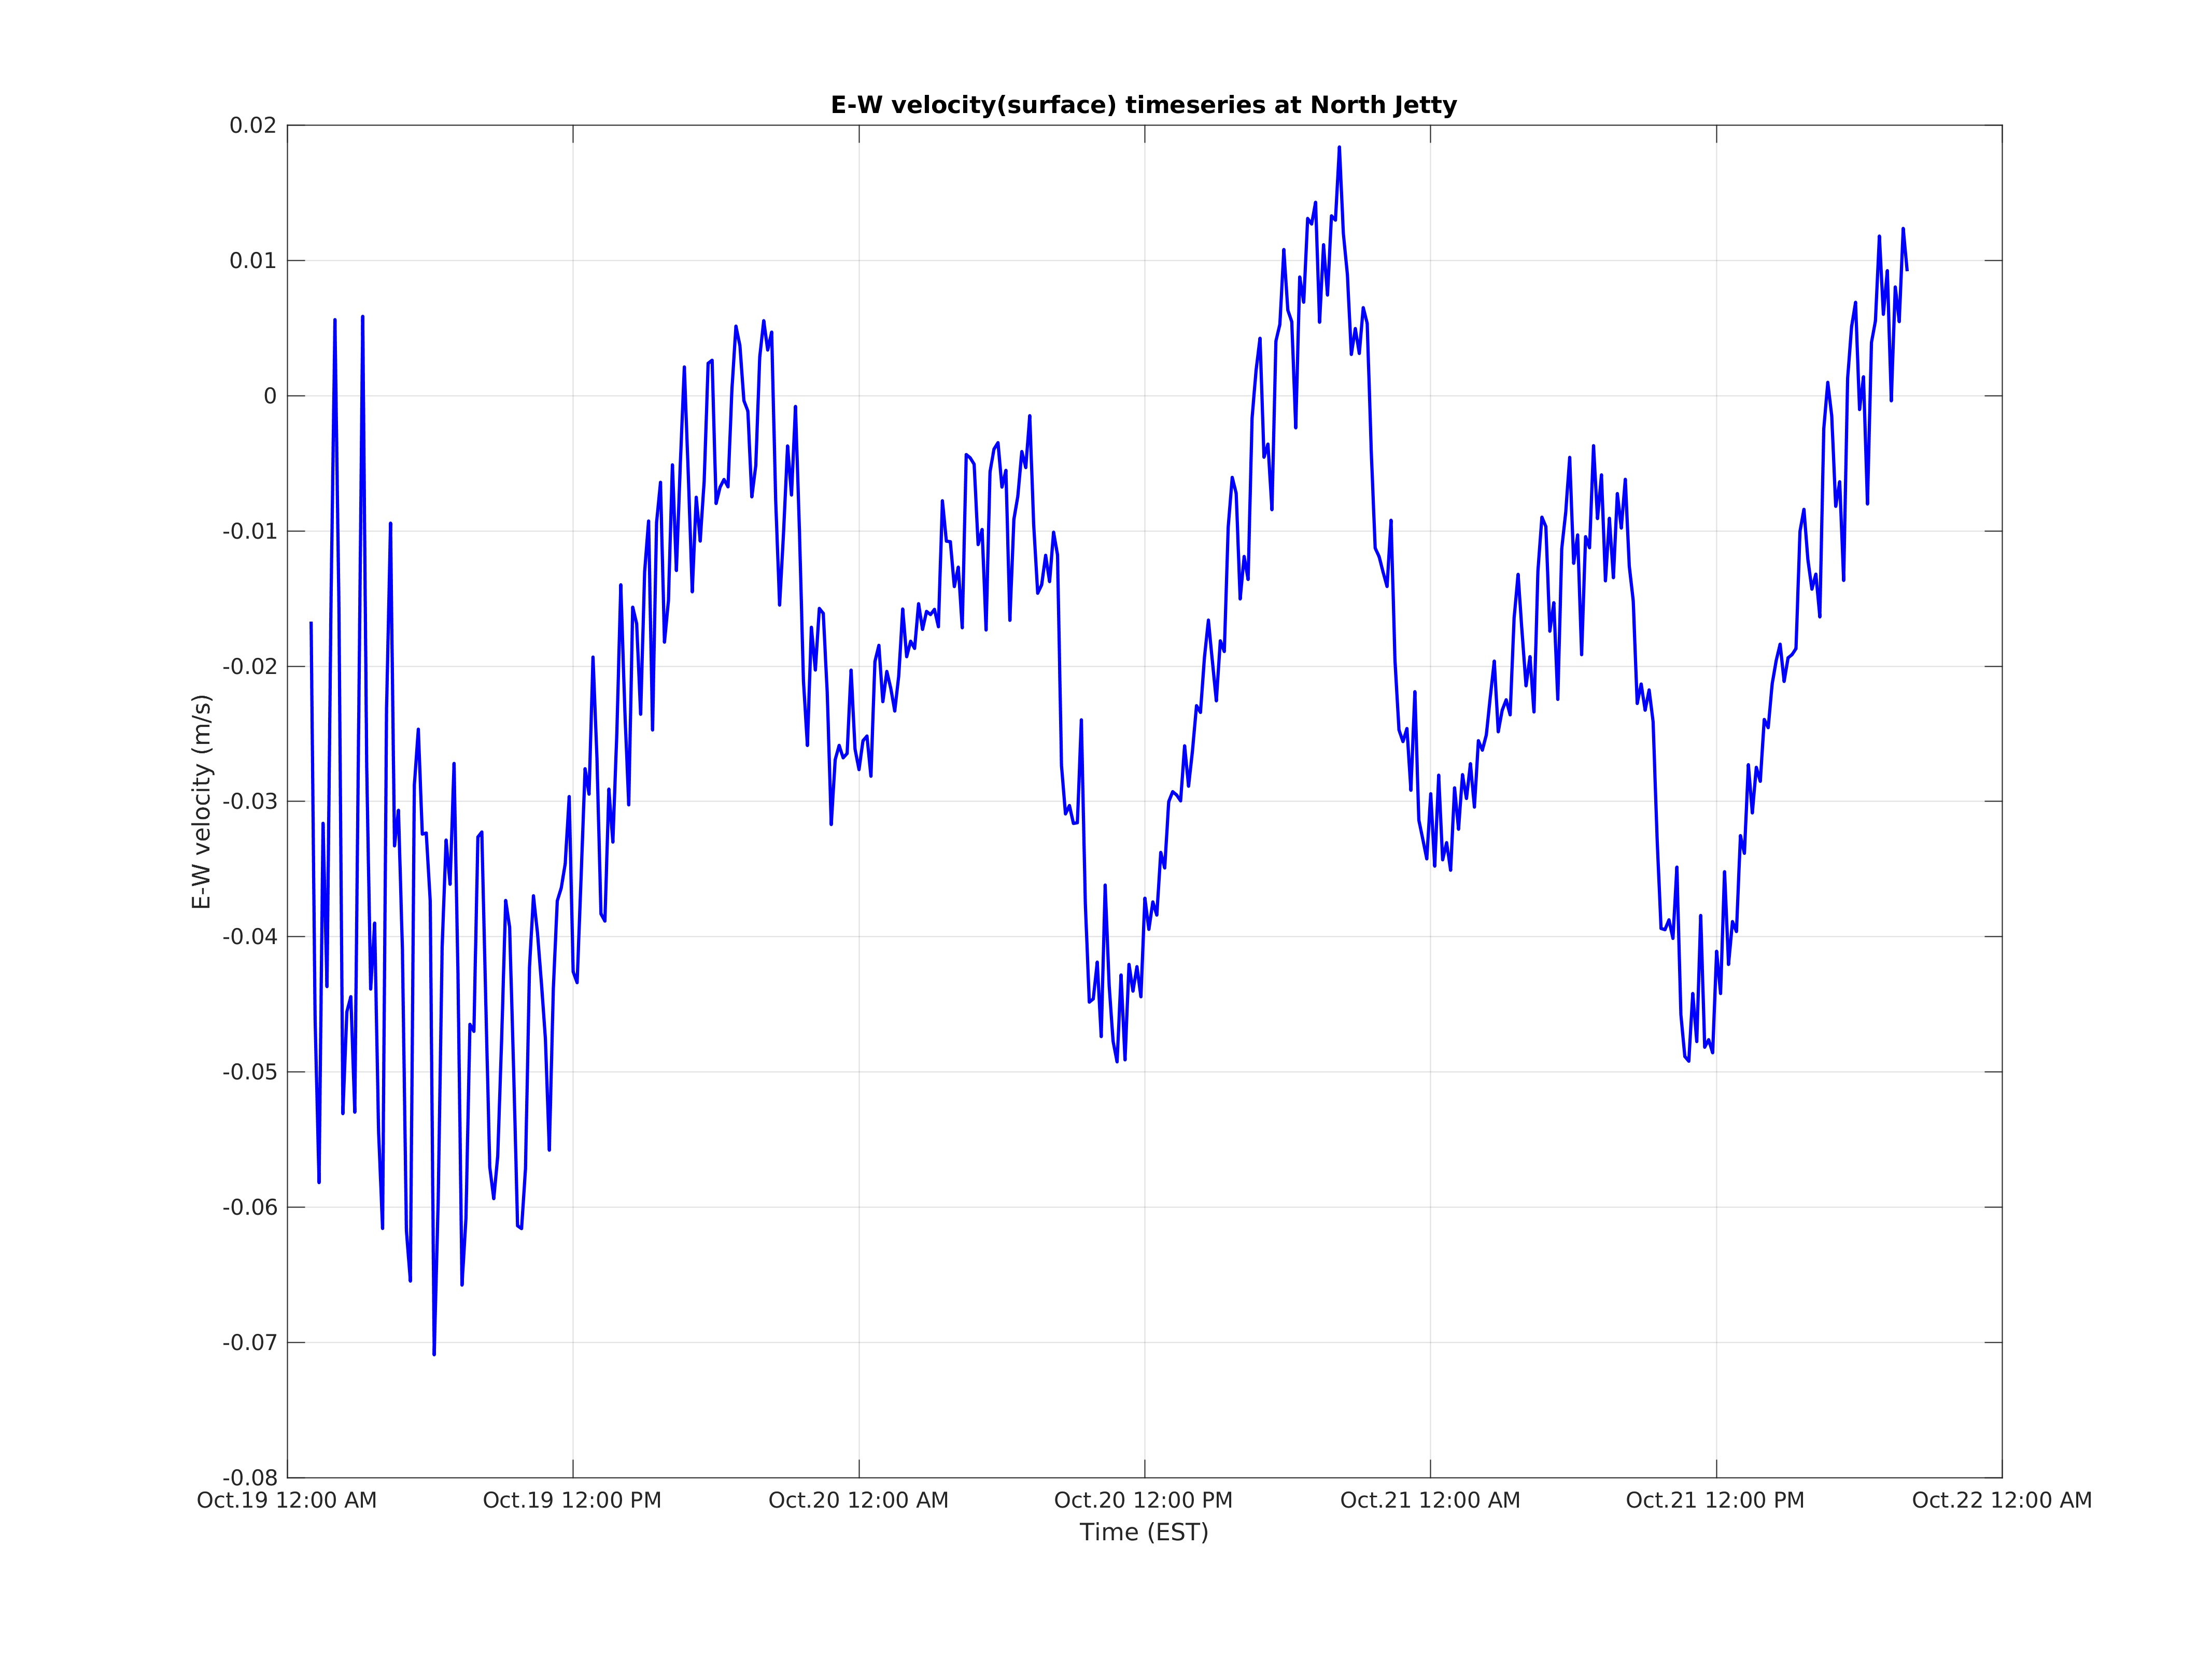 E-W velocity(surface) timeseries at North Jetty
0.02
0.01
0
-0.01
-0.02
-0.03
-0.04
-0.05
-0.06
-0.07
-0.08
E-W velocity (m/s)
Oct.19 12:00 AM
Oct.19 12:00 PM
Oct.20 12:00 AM
Oct.20 12:00 PM
Oct.21 12:00 AM
Oct.21 12:00 PM
Oct.22 12:00 AM
Time (EST)